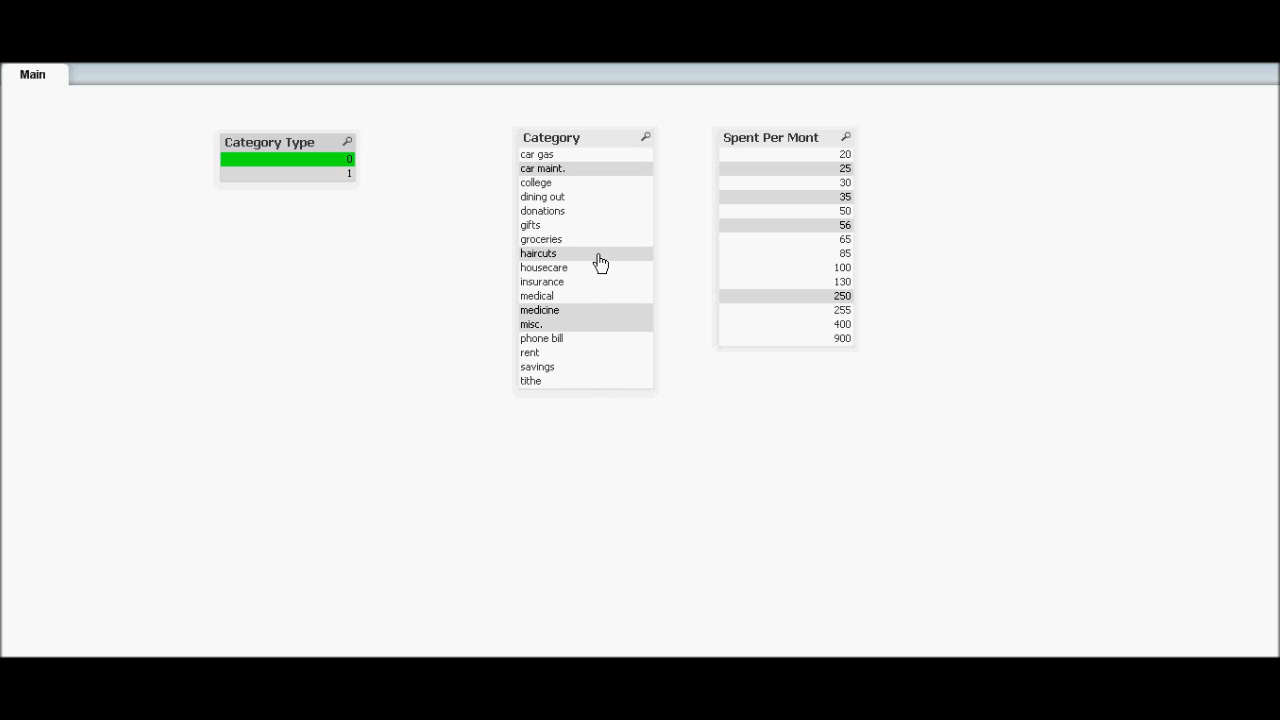 Main
Category Type
0
1
Category
car gas
car maint.
college
dining out
donations
gifts
groceries
haircuts
housecare
insurance
medical
medicine
misc.
phone bill
rent
savings
tithe
Spent Per Mont
20
25
30
35
50
56
65
85
100
130
250
255
400
900